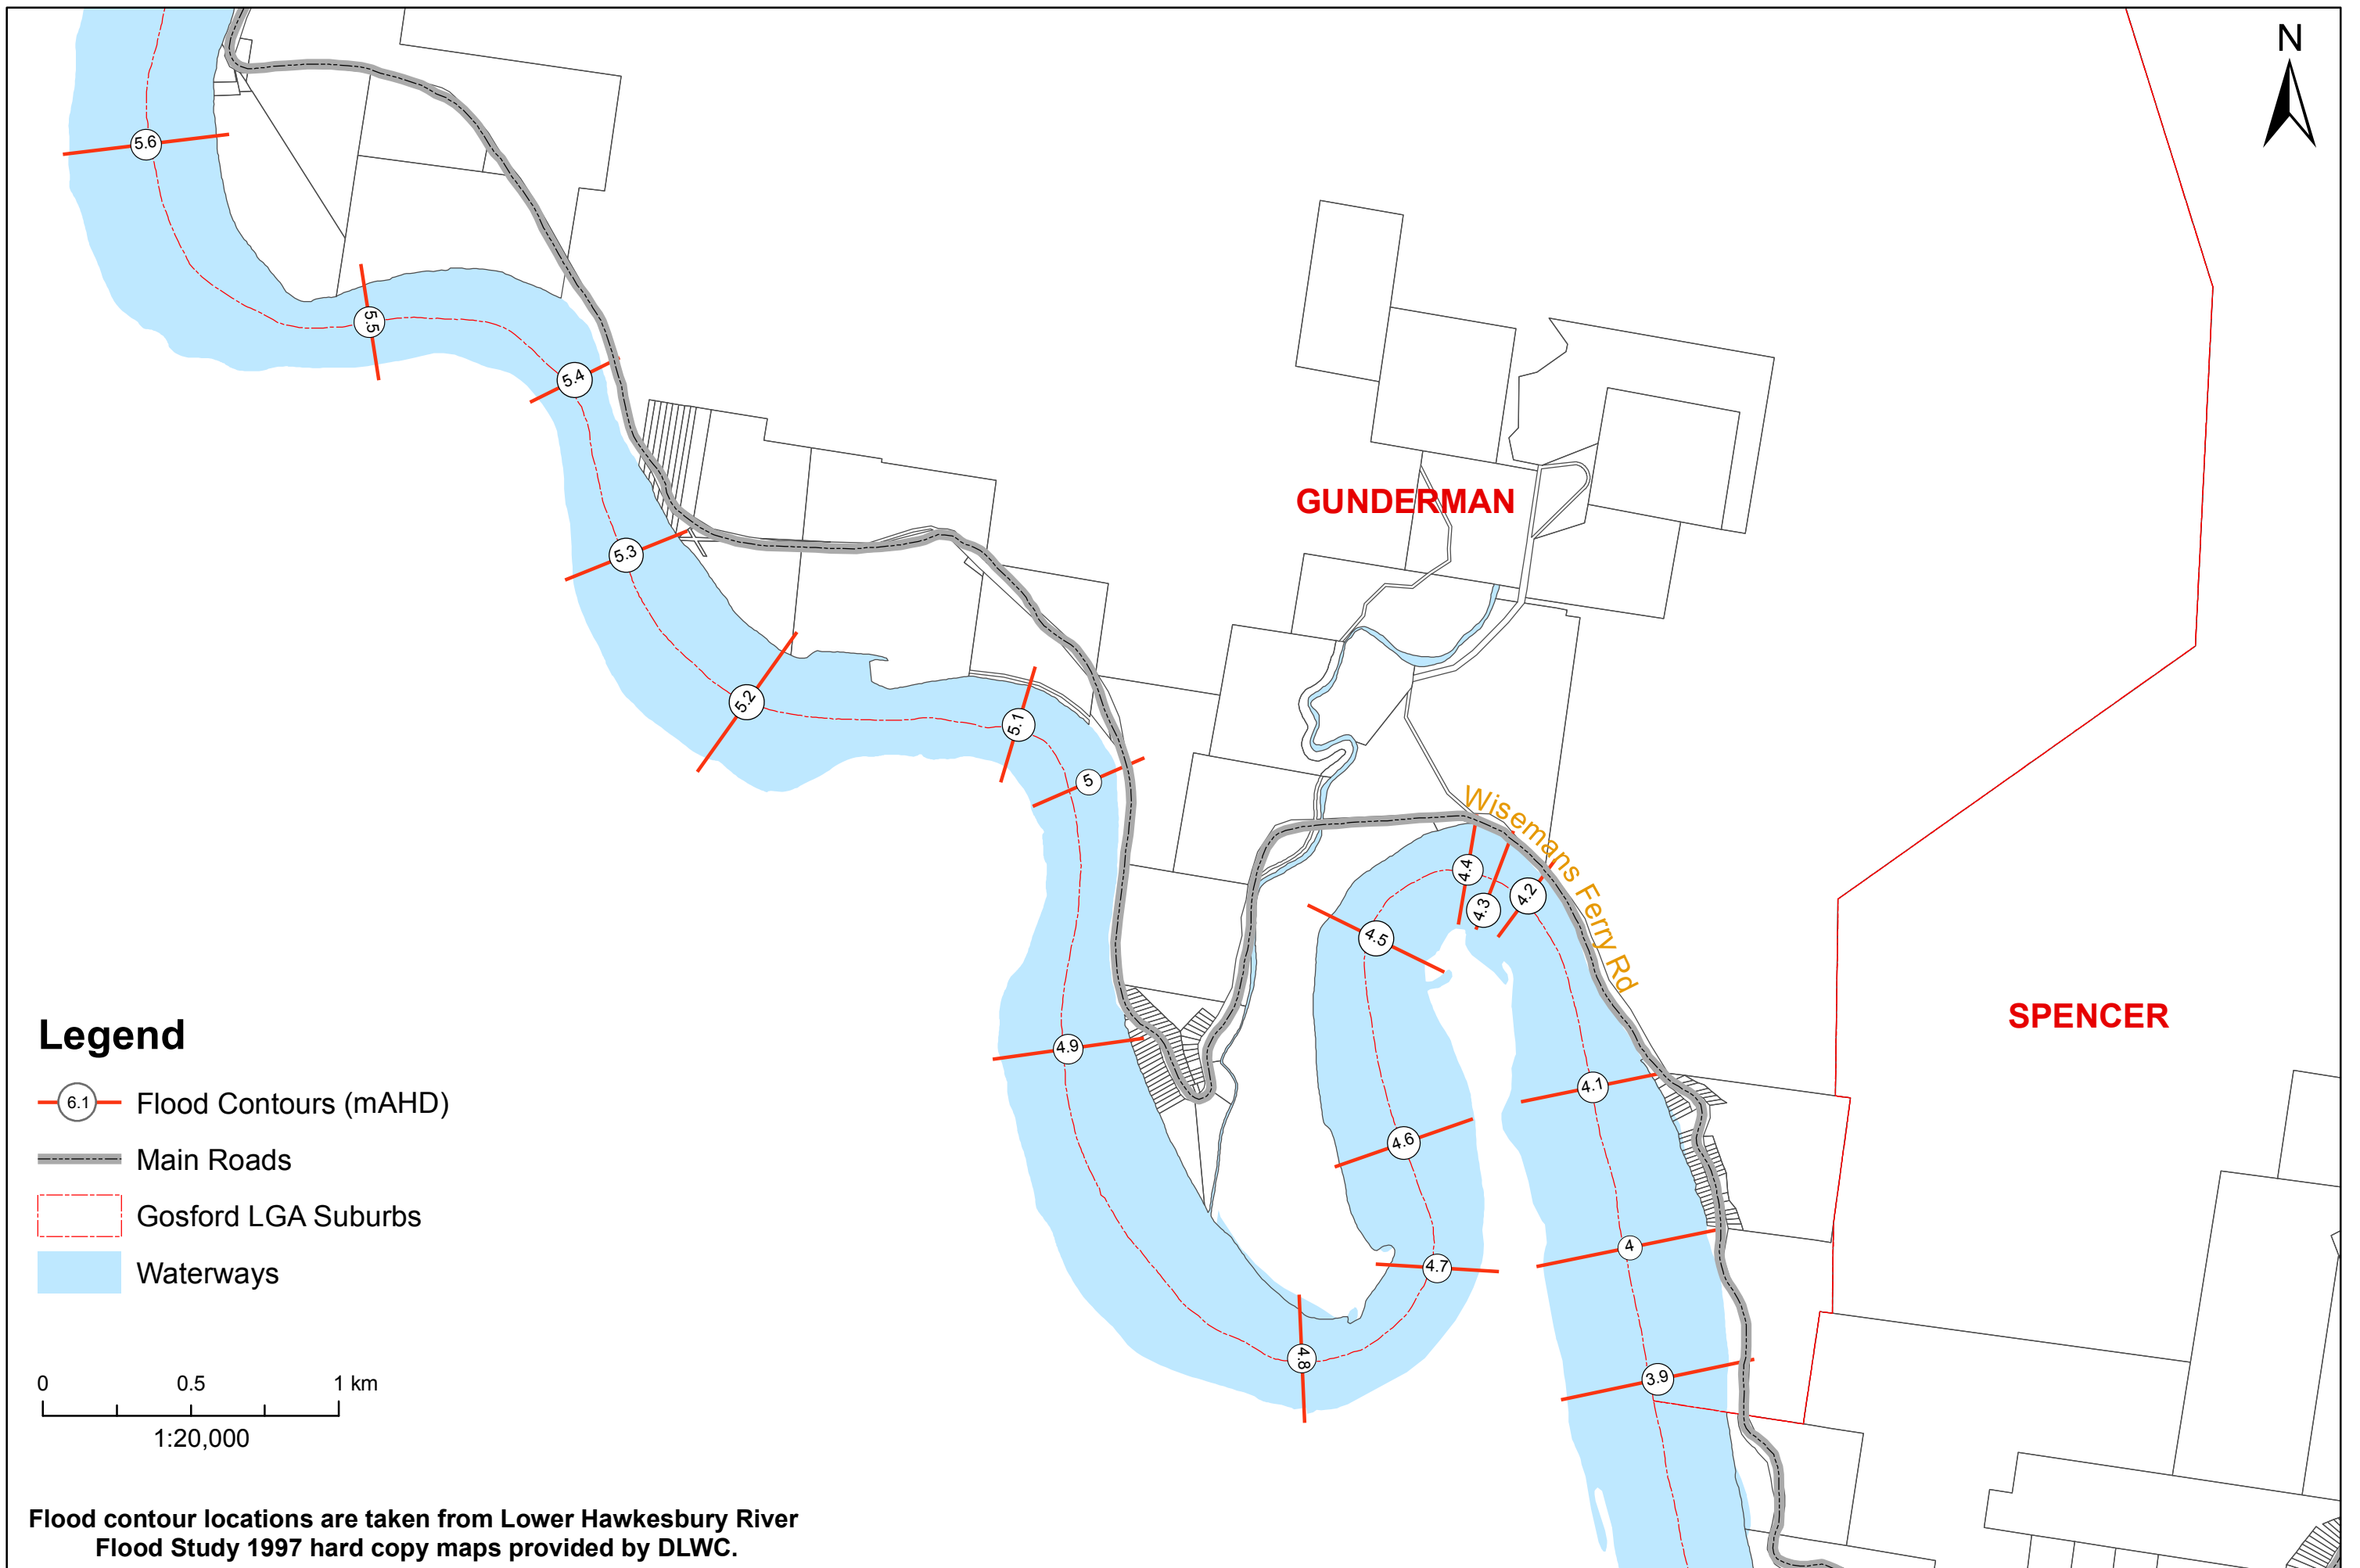 N
5.6
5.5
5.4
5.3
5.2
5.1
5
4.9
4.8
4.7
4.6
4.5
4.4
4.3
4.2
4.1
4
3.9
GUNDERMAN
Wisemans Ferry Rd
SPENCER
Legend
6.1 Flood Contours (mAHD)
Main Roads
Gosford LGA Suburbs
Waterways
0 0.5 1 km
1:20,000
Flood contour locations are taken from Lower Hawkesbury River
Flood Study 1997 hard copy maps provided by DLWC.